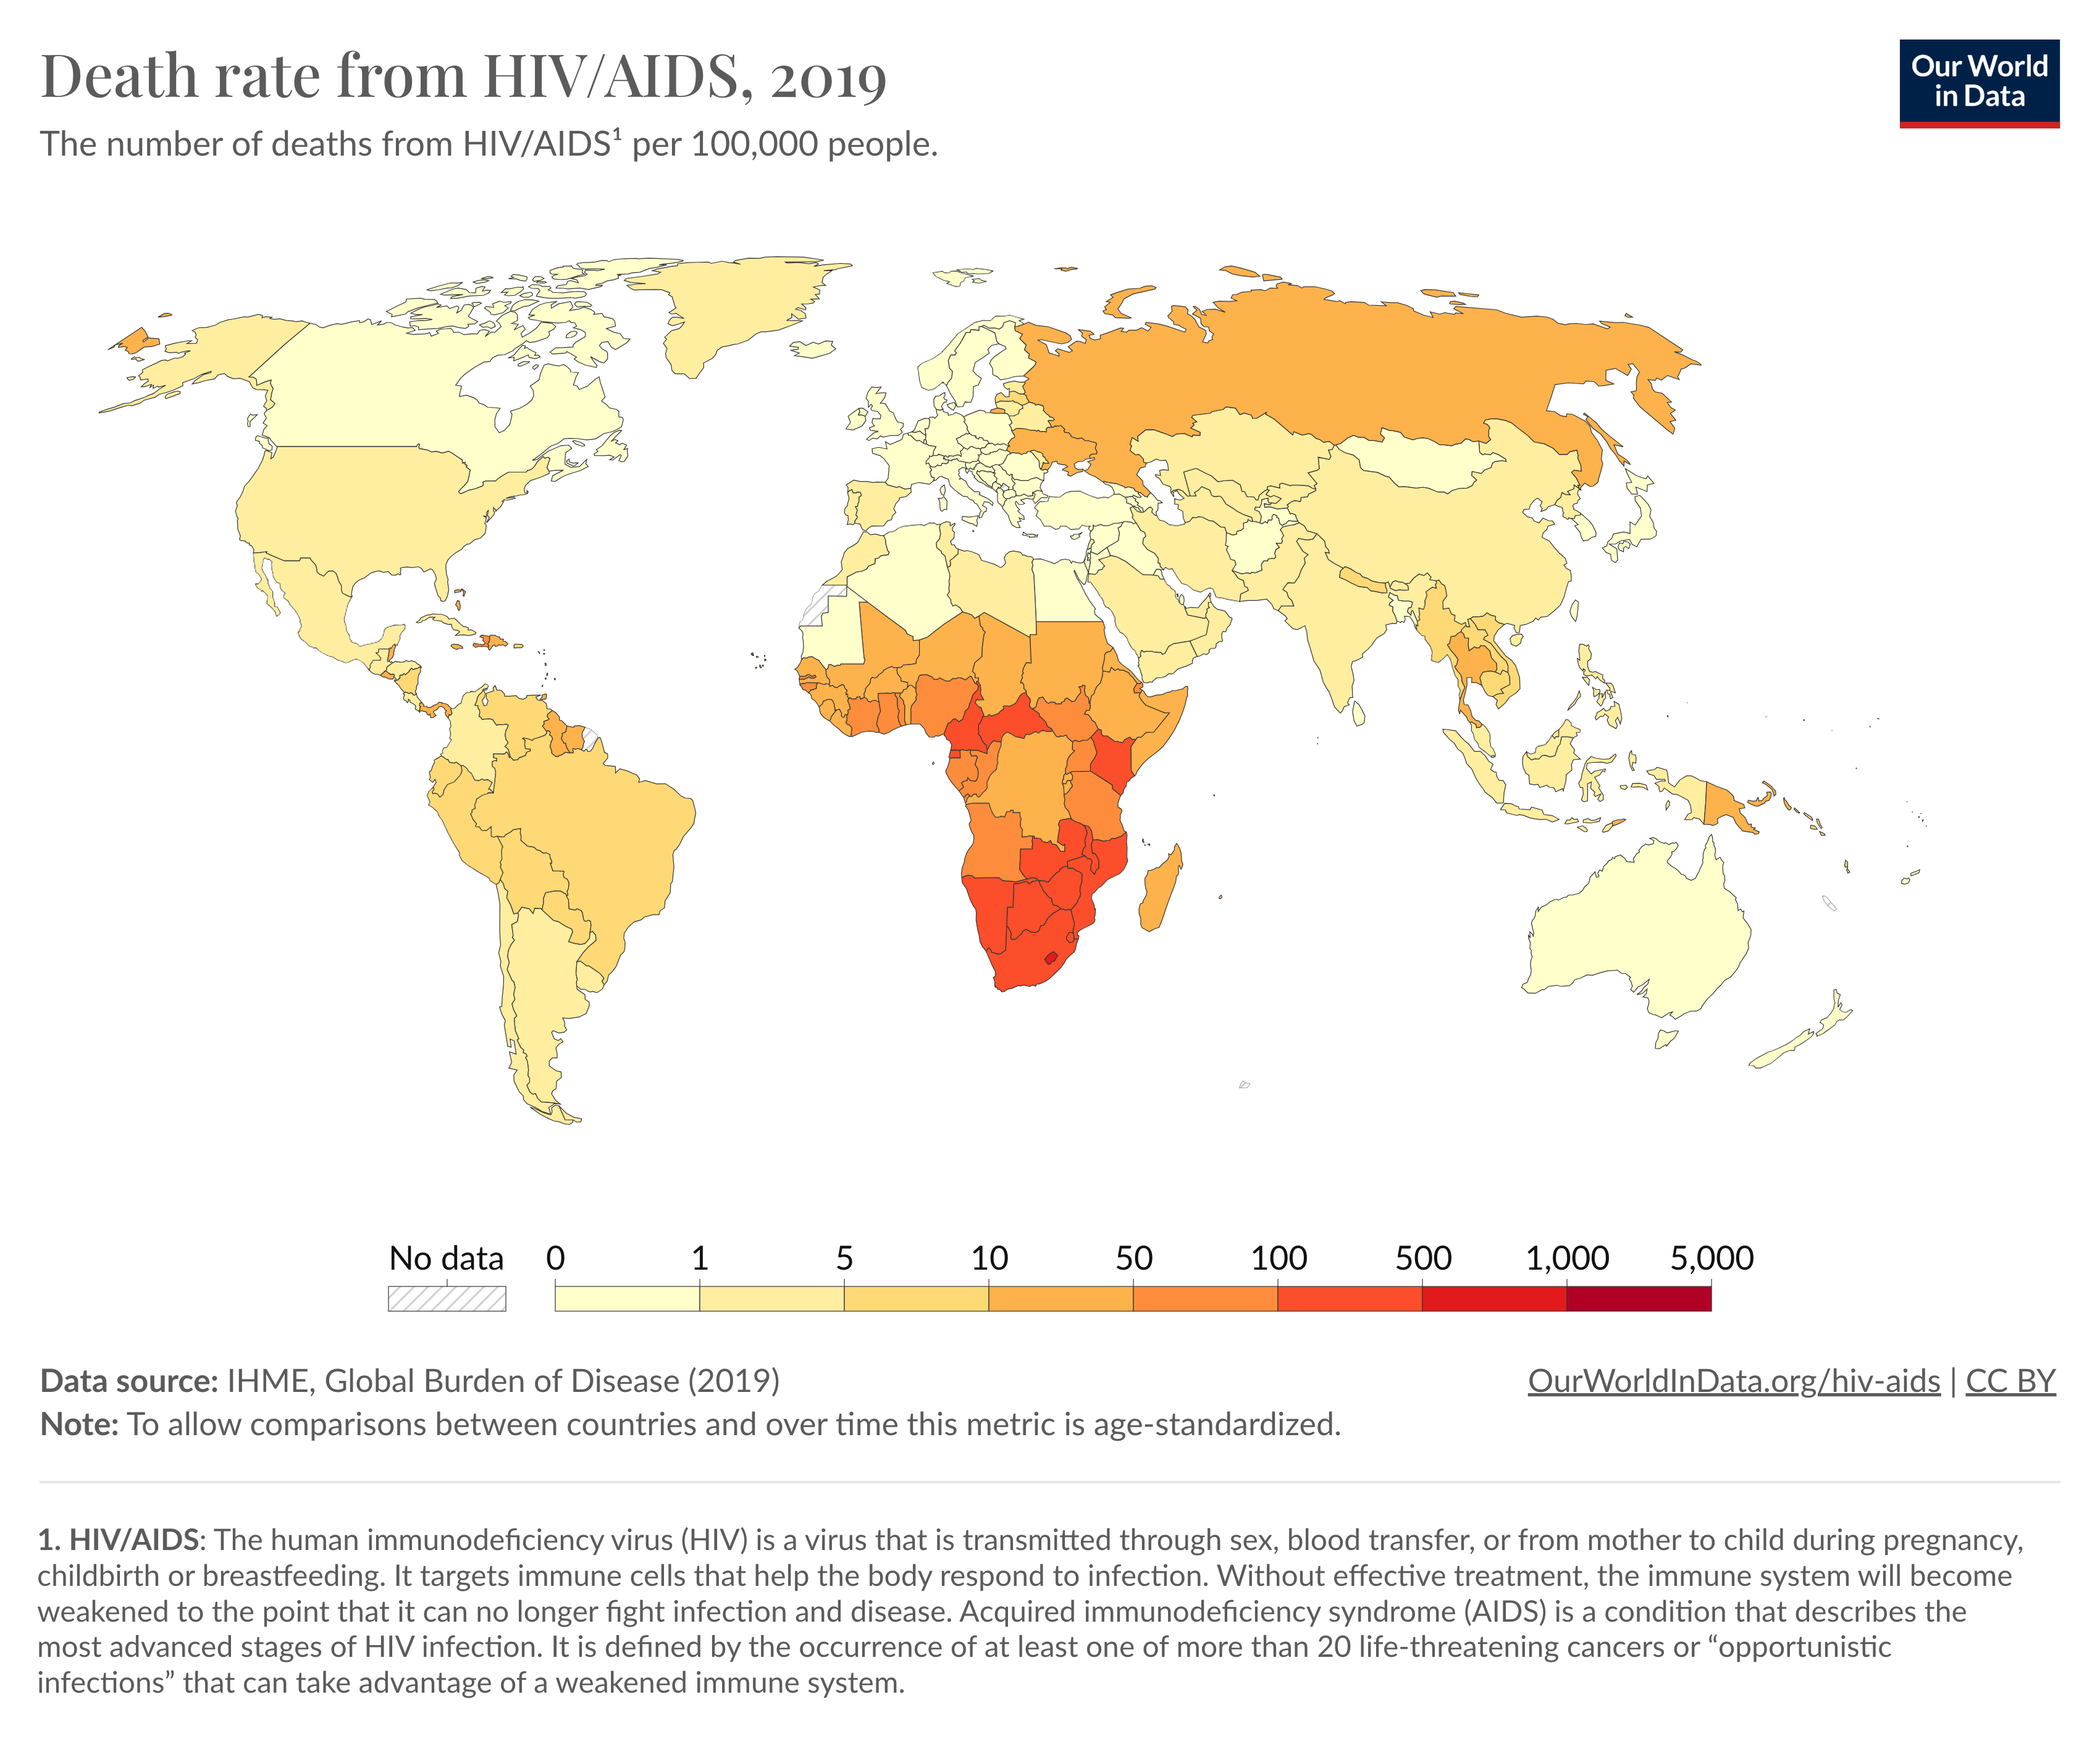 Death rate from HIV/AIDS, 2019
Our World
in Data
The number of deaths from HIV/AIDS¹ per 100,000 people.
No data 0 1 5 10 50 100 500 1,000 5,000
Data source: IHME, Global Burden of Disease (2019)
OurWorldInData.org/hiv-aids | CC BY
Note: To allow comparisons between countries and over time this metric is age-standardized.
1. HIV/AIDS: The human immunodeficiency virus (HIV) is a virus that is transmitted through sex, blood transfer, or from mother to child during pregnancy,
childbirth or breastfeeding. It targets immune cells that help the body respond to infection. Without effective treatment, the immune system will become
weakened to the point that it can no longer fight infection and disease. Acquired immunodeficiency syndrome (AIDS) is a condition that describes the
most advanced stages of HIV infection. It is defined by the occurrence of at least one of more than 20 life-threatening cancers or “opportunistic
infections” that can take advantage of a weakened immune system.